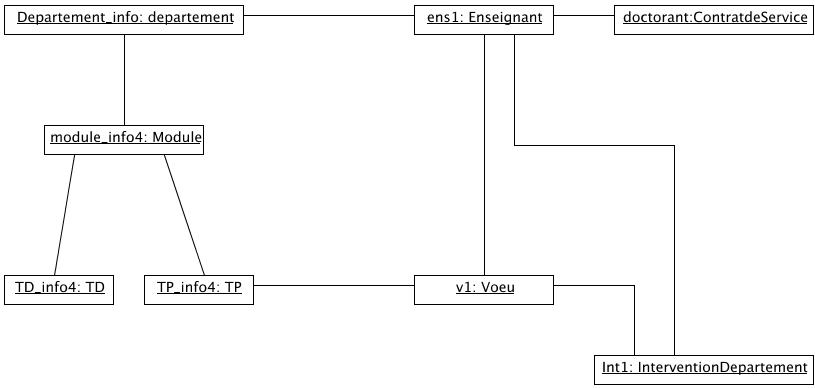 Departement_info: departement
ens1: Enseignant
doctorant:ContratdeService
module_info4: Module
TD_info4: TD
TP_info4: TP
v1: Voeu
Int1: InterventionDepartement